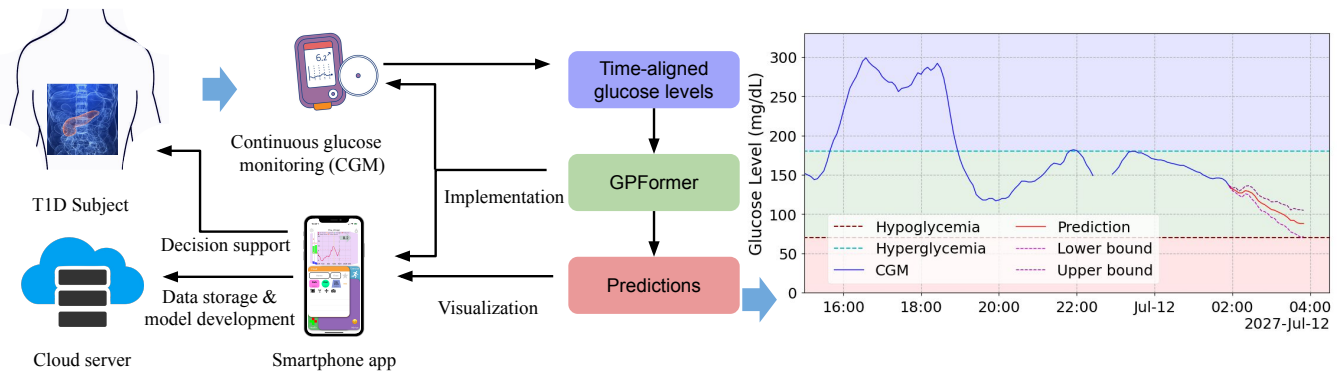 T1D Subject
Continuous glucose
monitoring (CGM)
6.2
Time-aligned
glucose levels
GPFormer
Predictions
Implementation
Decision support
Data storage &
model development
Visualization
Cloud server
Smartphone app
Glucose Level (mg/dL)
300
250
200
150
100
50
0
Hypoglycemia
Hyperglycemia
CGM
Prediction
Lower bound
Upper bound
16:00
18:00
20:00
22:00
Jul-12
02:00
04:00
2027-Jul-12